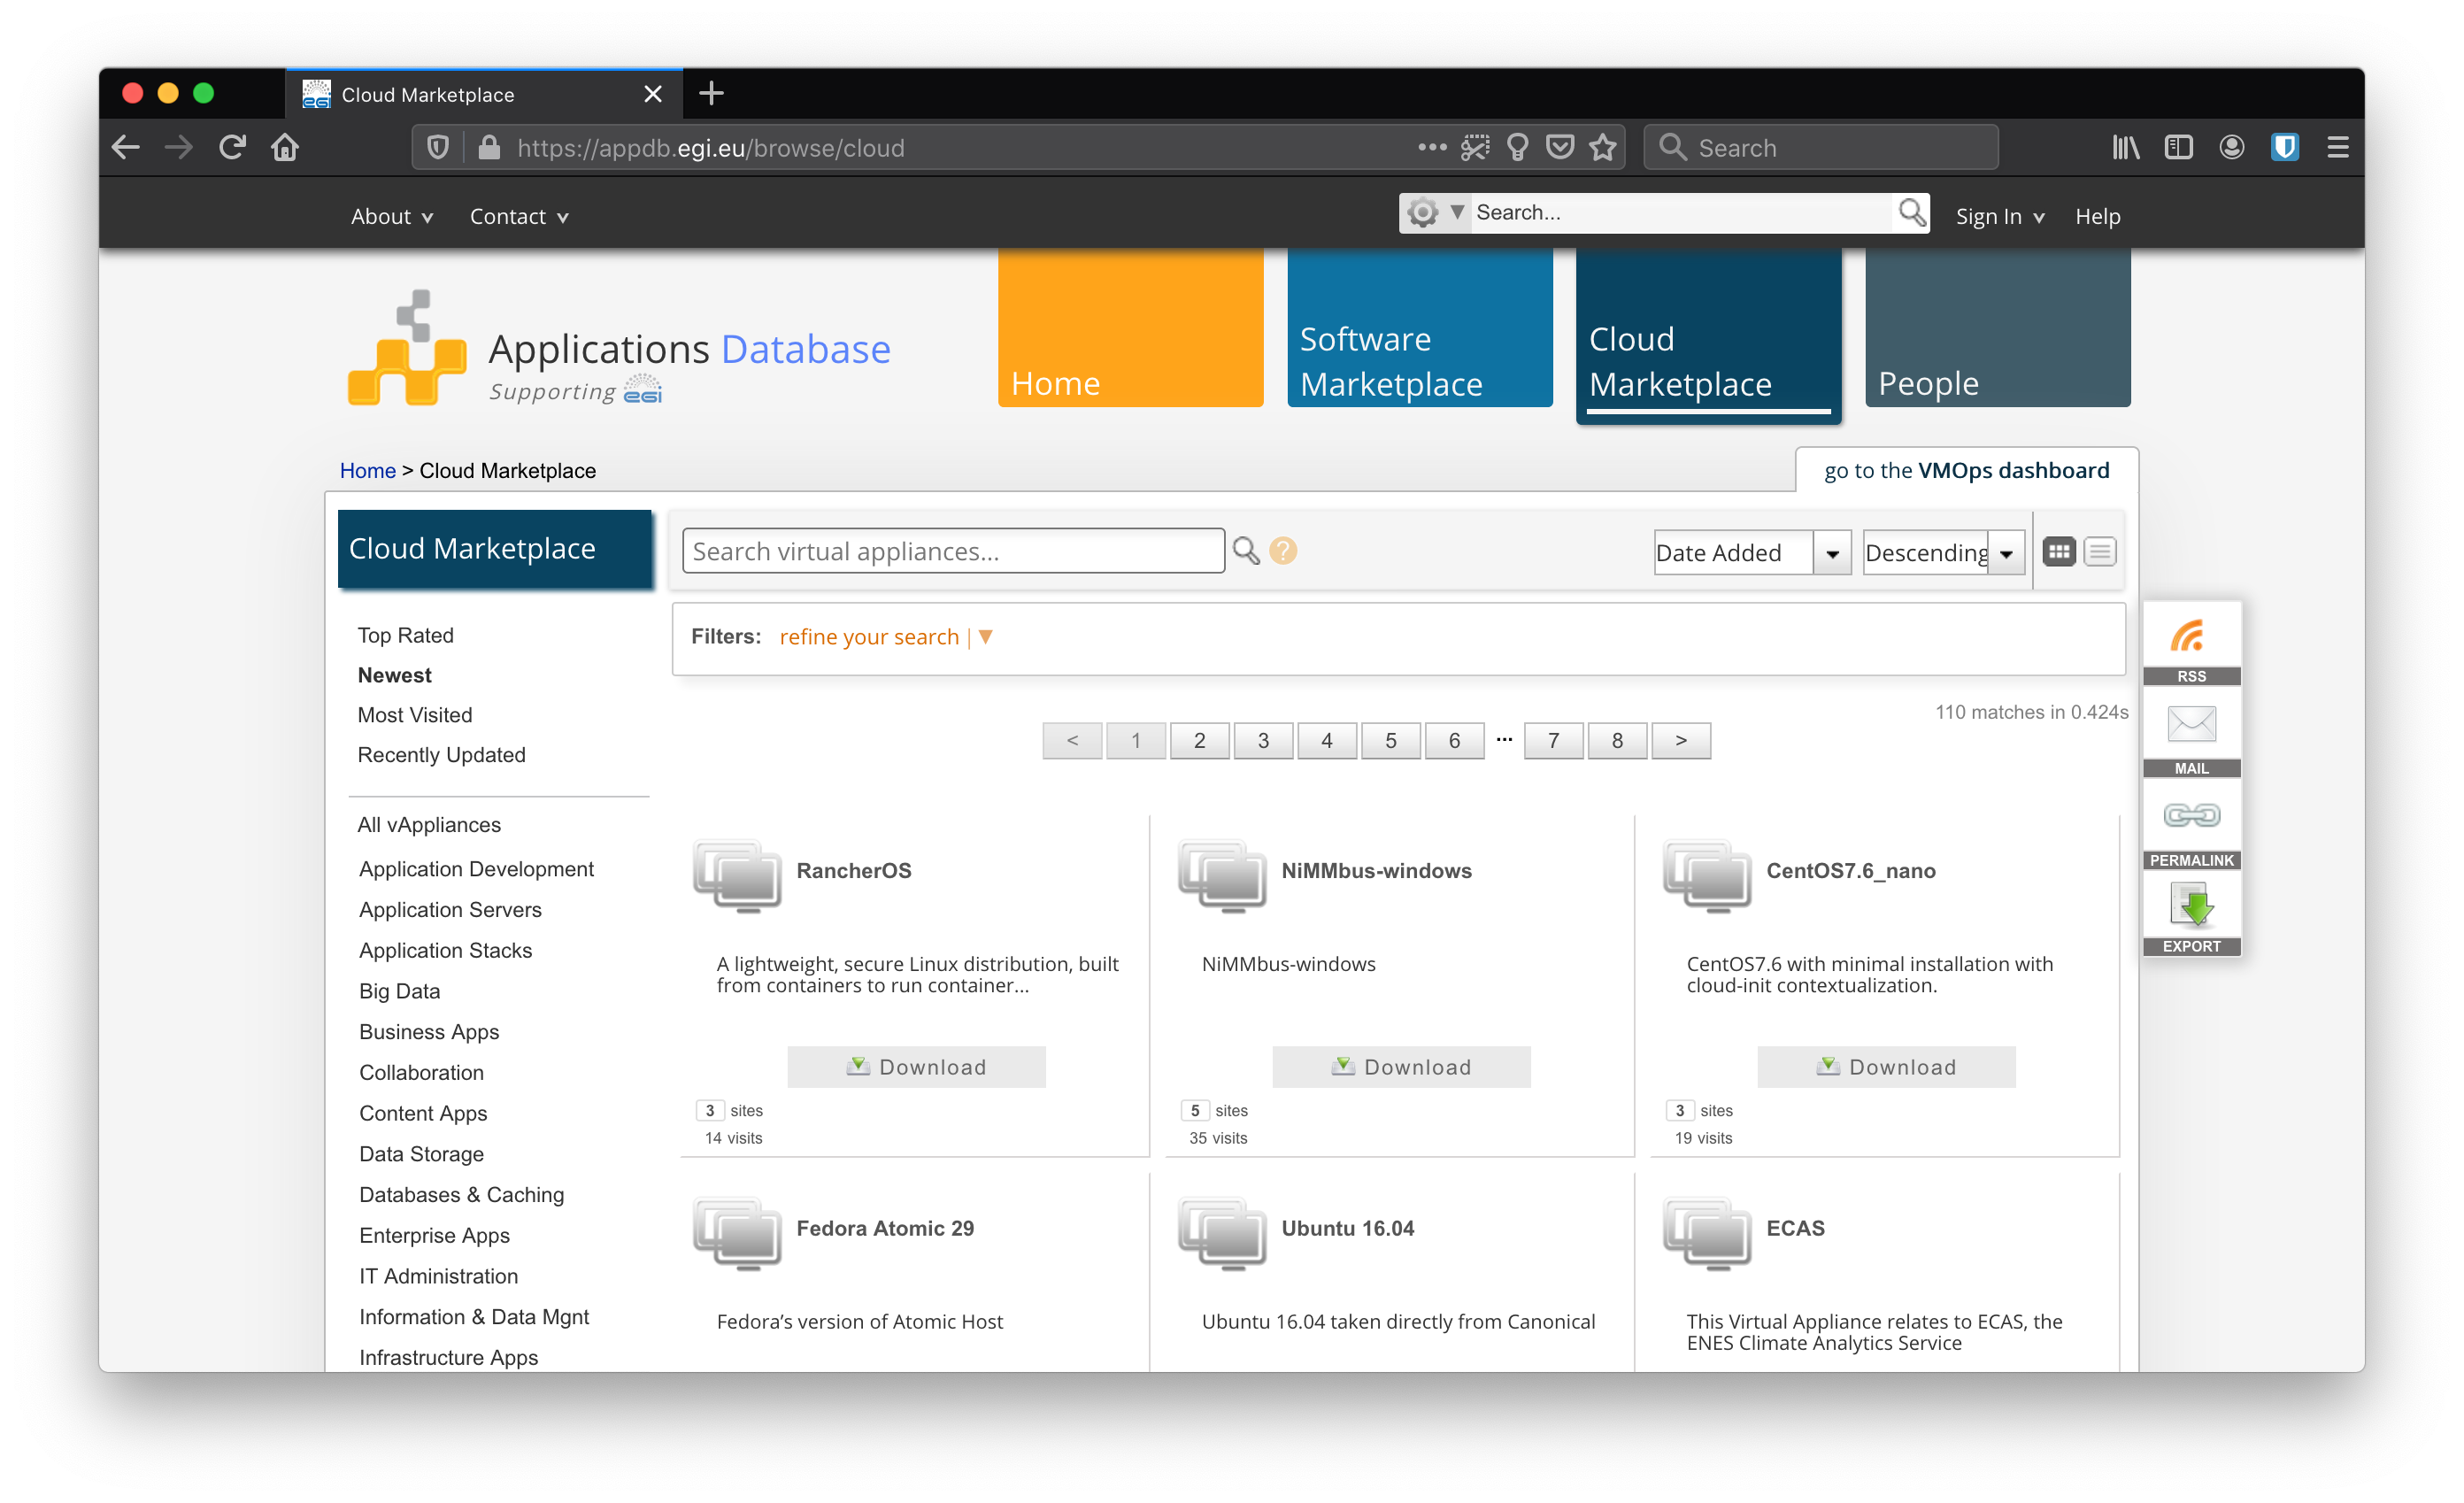 Cloud Marketplace
https://appdb.egi.eu/browse/cloud
Search
About
Contact
Search...
Sign In
Help
Applications Database
Supporting egi
Home
Software
Marketplace
Cloud
Marketplace
People
Home > Cloud Marketplace
go to the VMOps dashboard
Cloud Marketplace
Search virtual appliances...
?
Date Added
Descending
Top Rated
Newest
Most Visited
Recently Updated
All vAppliances
Application Development
Application Servers
Application Stacks
Big Data
Business Apps
Collaboration
Content Apps
Data Storage
Databases & Caching
Enterprise Apps
IT Administration
Information & Data Mgnt
Infrastructure Apps
Filters: refine your search |
110 matches in 0.424s
< 1 2 3 4 5 6 ... 7 8 >
RancherOS
A lightweight, secure Linux distribution, built
from containers to run container...
Download
3 sites
14 visits
NiMMbus-windows
NiMMbus-windows
Download
5 sites
35 visits
CentOS7.6_nano
CentOS7.6 with minimal installation with
cloud-init contextualization.
Download
3 sites
19 visits
Fedora Atomic 29
Fedora's version of Atomic Host
Ubuntu 16.04
Ubuntu 16.04 taken directly from Canonical
ECAS
This Virtual Appliance relates to ECAS, the
ENES Climate Analytics Service
RSS
MAIL
PERMALINK
EXPORT